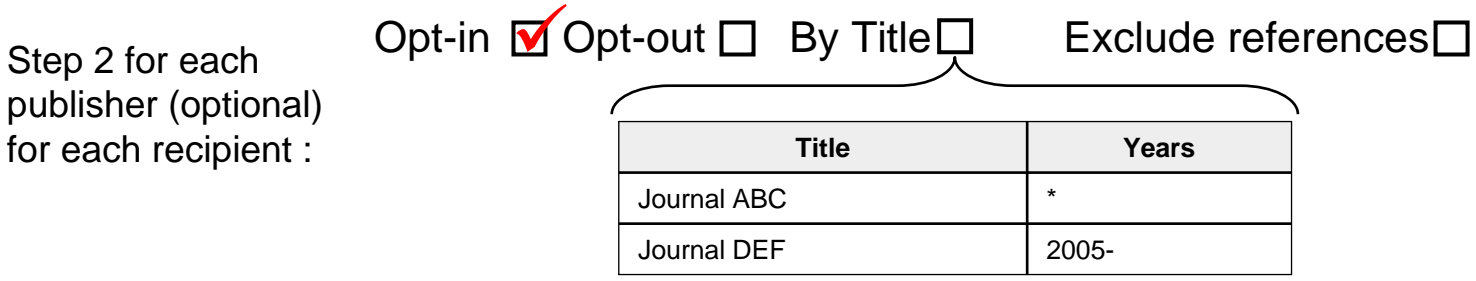 Opt-in ☑ Opt-out ☐ By Title ☐ Exclude references ☐
Step 2 for each
publisher (optional)
for each recipient :
Title Years
Journal ABC *
Journal DEF 2005-